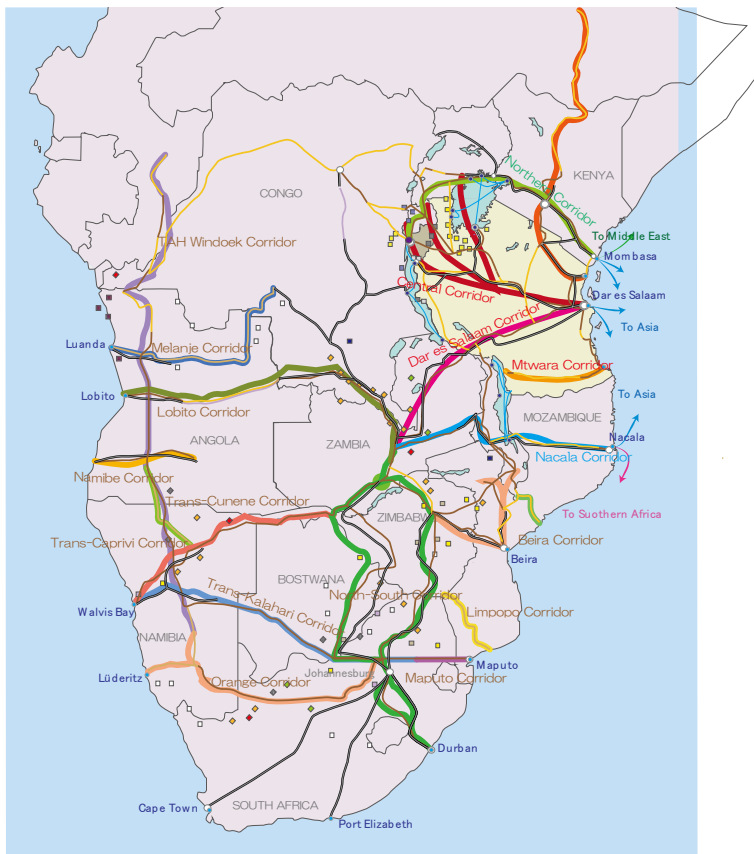 KENYA
Northern Corridor
CONGO
To Middle East
TAH Windoek Corridor
Mombasa
Central Corridor
Dar es Salaam
Dar es Salaam Corridor
To Asia
Luanda
Melanje Corridor
Mtwara Corridor
Lobito
To Asia
Lobito Corridor
MOZAMBIQUE
ANGOLA
ZAMBIA
Nacala
Nacala Corridor
Namibe Corridor
Trans-Cunene Corridor
To Suothern Africa
ZIMBABW
Trans-Caprivi Corridor
Beira Corridor
Beira
BOSTWANA
North-South Corridor
Walvis Bay
Trans-Kalahari Corridor
Limpopo Corridor
NAMIBIA
Maputo
Lüderitz
Orange Corridor
Johannesburg
Maputo Corridor
Durban
Cape Town
SOUTH AFRICA
Port Elizabeth